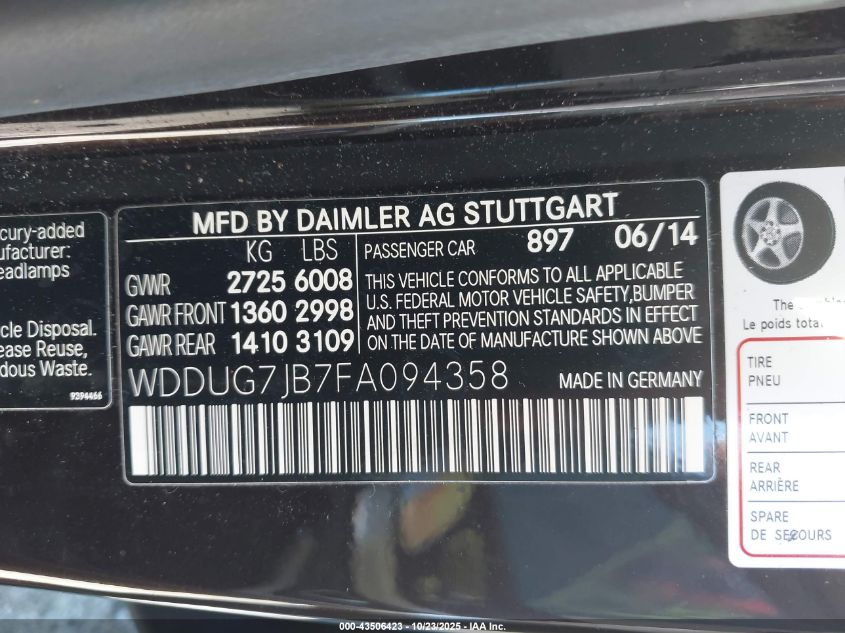 cury-added
eadlamps
cle Disposal.
ease Reuse,
dous Waste.
9394466
MFD BY DAIMLER AG STUTTGART
KG LBS
GVWR 2725 6008
GAWR FRONT 1360 2998
GAWR REAR 1410 3109
PASSENGER CAR 897 06/14
THIS VEHICLE CONFORMS TO ALL APPLICABLE
U.S. FEDERAL MOTOR VEHICLE SAFETY,BUMPER
AND THEFT PREVENTION STANDARDS IN EFFECT
ON THE DATE OF MANUFACTURE SHOWN ABOVE
WDDUG7JB7FA094358 MADE IN GERMANY
The
Le poids total
TIRE
PNEU
FRONT
AVANT
REAR
ARRIÈRE
SPARE
DE SECOURS
000-43506423 - 10/23/2025 - IAA Inc.